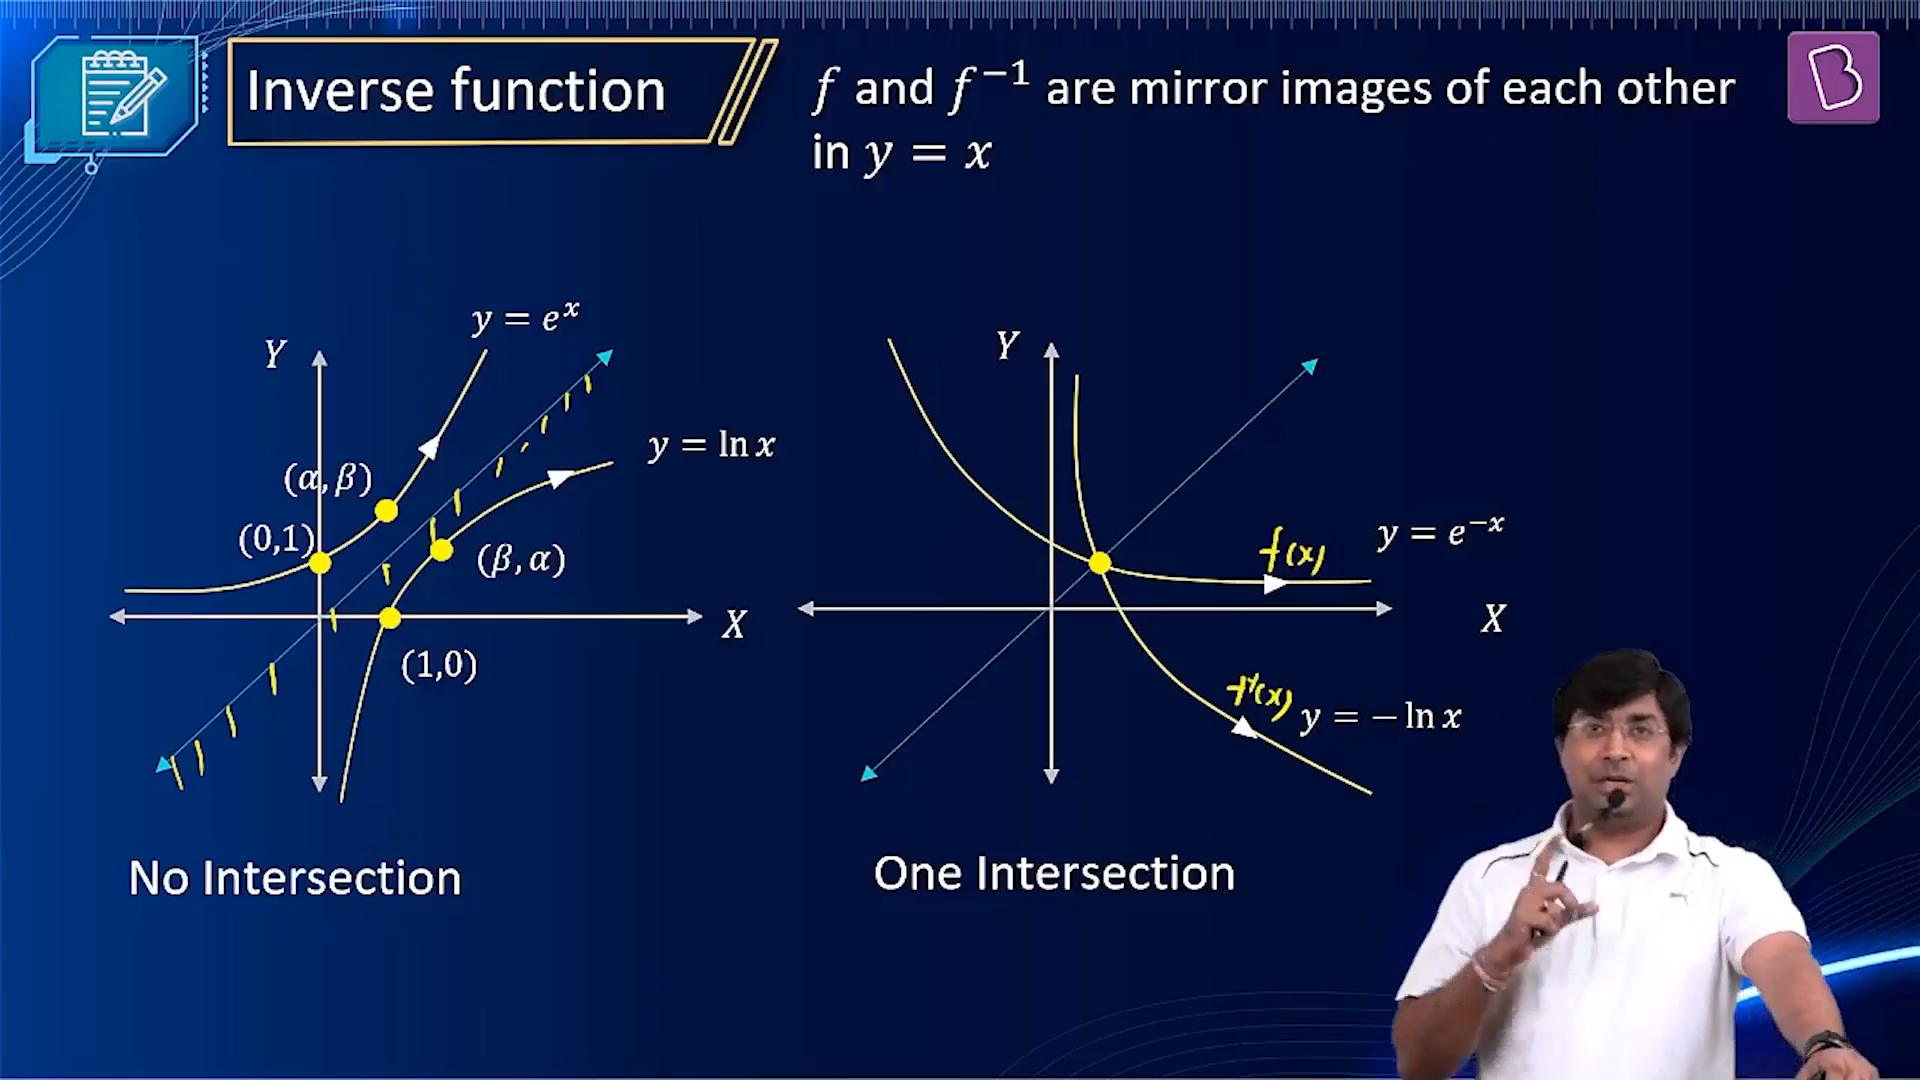 Inverse function
f and f⁻¹ are mirror images of each other
in y = x
B
y = eˣ
Y
y = ln x
(α, β)
(0,1)
(β, α)
X
(1,0)
No Intersection
Y
f(x)
y = e⁻ˣ
X
f⁻¹(x)
y = − ln x
One Intersection